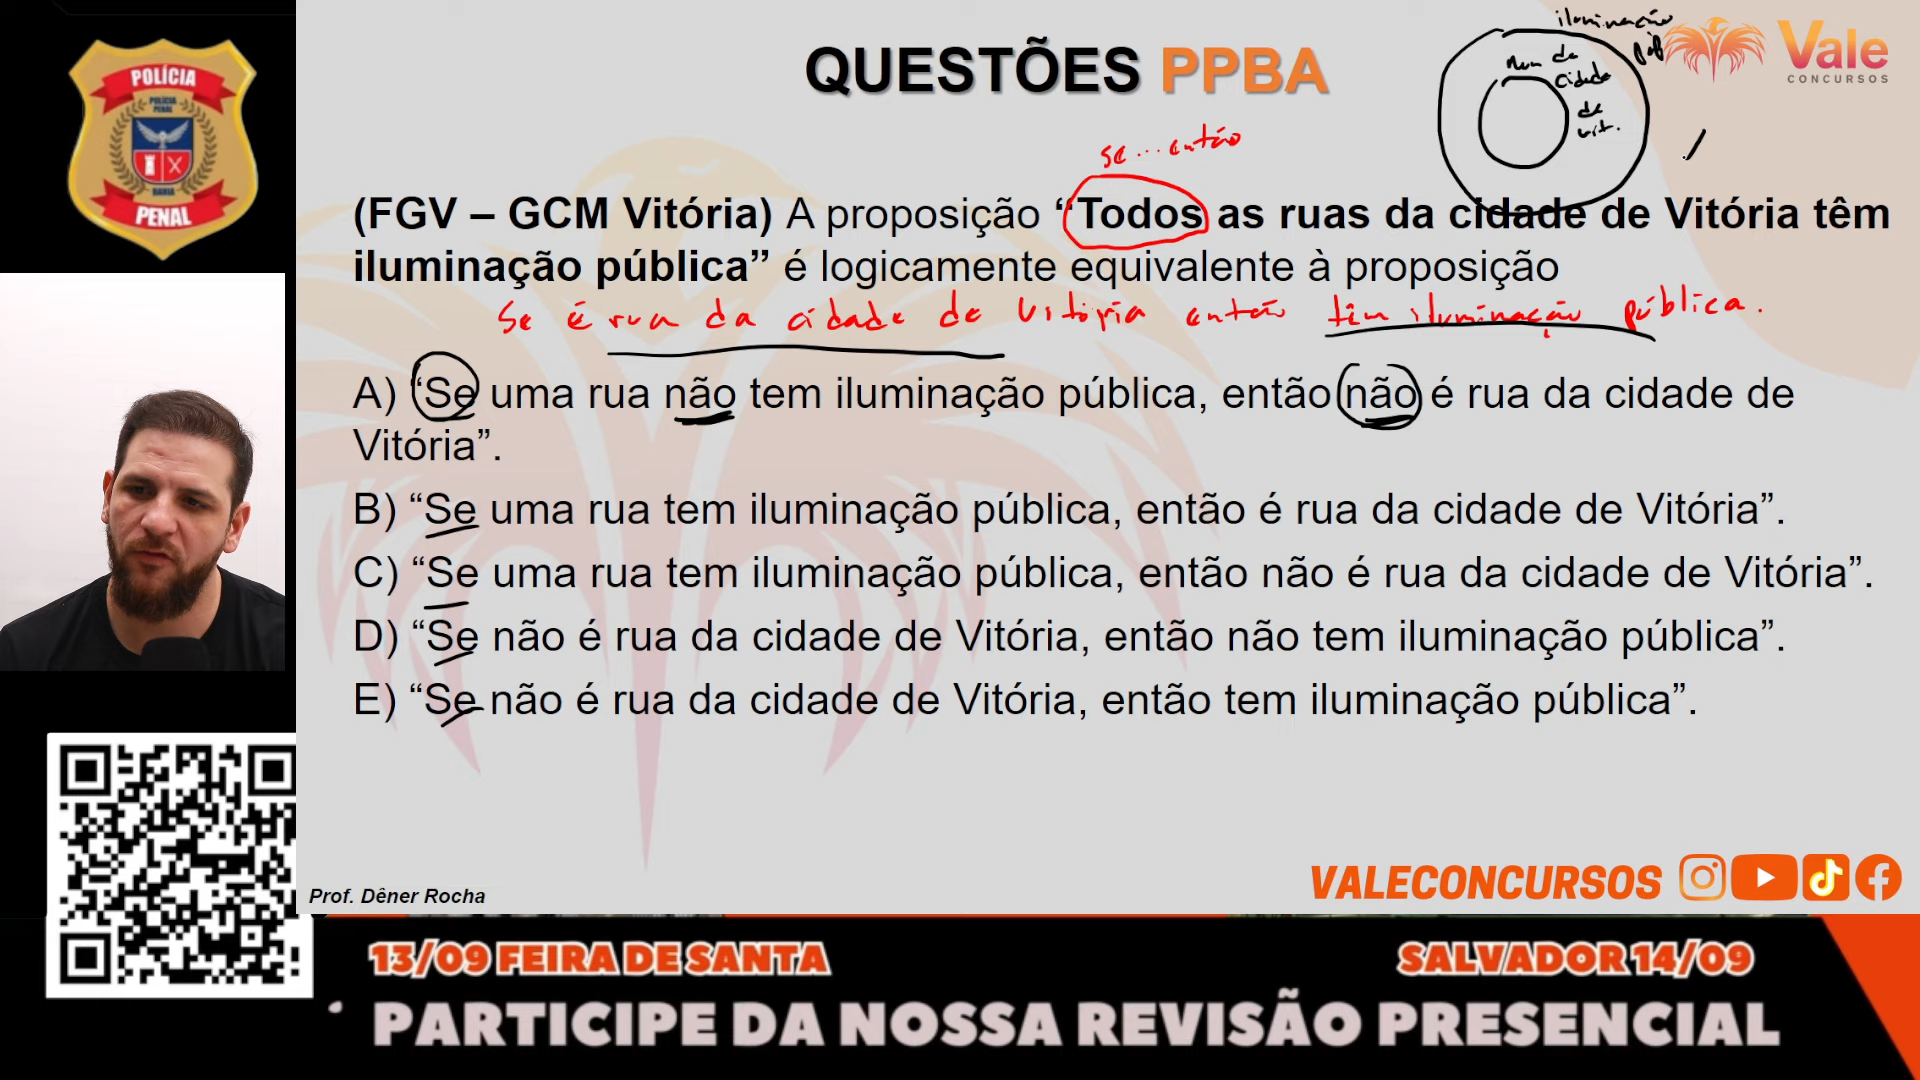 POLÍCIA
POLÍCIA
PENAL
BAHIA
PENAL
QUESTÕES PPBA
iluminação
púb
Vale
CONCURSOS
cidade
de
vit.
se... então
(FGV – GCM Vitória) A proposição “Todos as ruas da cidade de Vitória têm
iluminação pública” é logicamente equivalente à proposição
Se é rua da cidade de Vitória então têm iluminação pública.
A) “Se uma rua não tem iluminação pública, então não é rua da cidade de
Vitória”.
B) “Se uma rua tem iluminação pública, então é rua da cidade de Vitória”.
C) “Se uma rua tem iluminação pública, então não é rua da cidade de Vitória”.
D) “Se não é rua da cidade de Vitória, então não tem iluminação pública”.
E) “Se não é rua da cidade de Vitória, então tem iluminação pública”.
VALECONCURSOS
Prof. Dêner Rocha
13/09 FEIRA DE SANTA
SALVADOR 14/09
PARTICIPE DA NOSSA REVISÃO PRESENCIAL